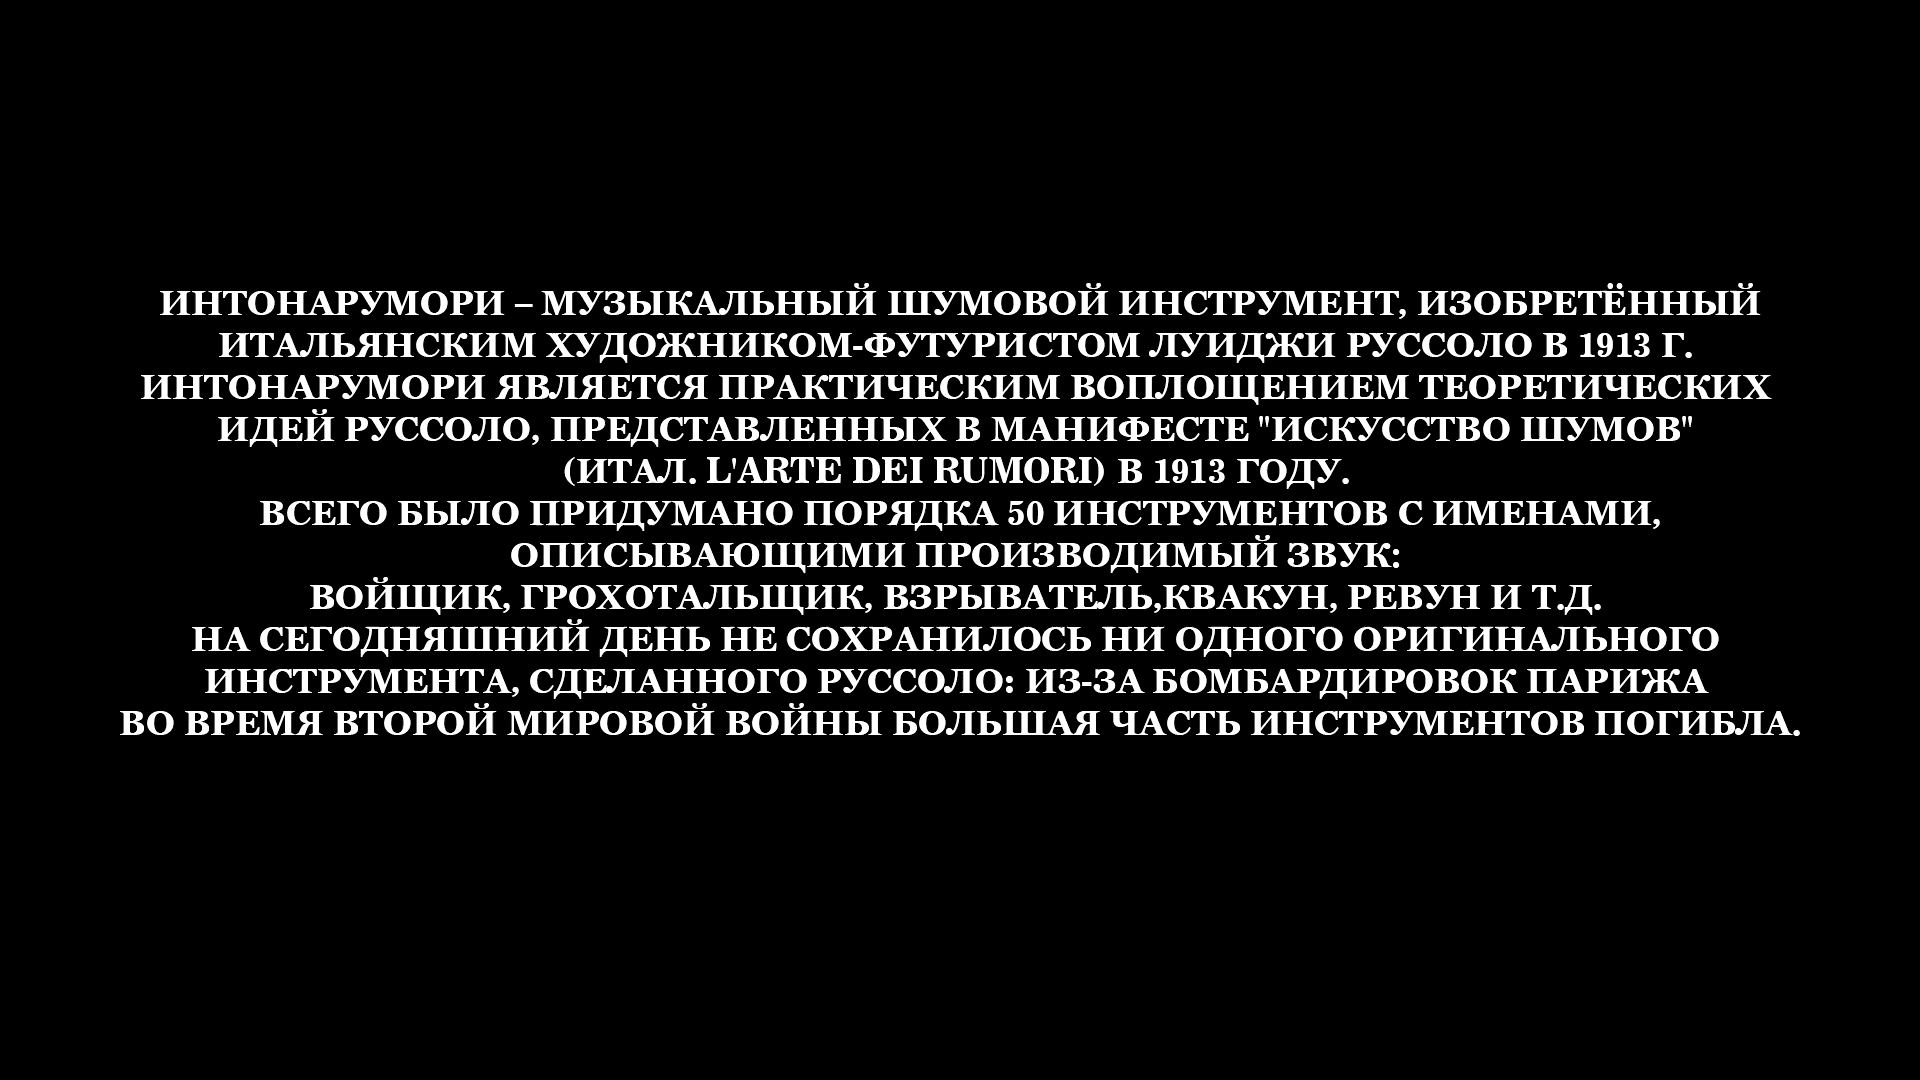 ИНТОНАРУМОРИ – МУЗЫКАЛЬНЫЙ ШУМОВОЙ ИНСТРУМЕНТ, ИЗОБРЕТЁННЫЙ
ИТАЛЬЯНСКИМ ХУДОЖНИКОМ-ФУТУРИСТОМ ЛУИДЖИ РУССОЛО В 1913 Г.
ИНТОНАРУМОРИ ЯВЛЯЕТСЯ ПРАКТИЧЕСКИМ ВОПЛОЩЕНИЕМ ТЕОРЕТИЧЕСКИХ
ИДЕЙ РУССОЛО, ПРЕДСТАВЛЕННЫХ В МАНИФЕСТЕ "ИСКУССТВО ШУМОВ"
(ИТАЛ. L'ARTE DEI RUMORI) В 1913 ГОДУ.
ВСЕГО БЫЛО ПРИДУМАНО ПОРЯДКА 50 ИНСТРУМЕНТОВ С ИМЕНАМИ,
ОПИСЫВАЮЩИМИ ПРОИЗВОДИМЫЙ ЗВУК:
ВОЙЩИК, ГРОХОТАЛЬЩИК, ВЗРЫВАТЕЛЬ,КВАКУН, РЕВУН И Т.Д.
НА СЕГОДНЯШНИЙ ДЕНЬ НЕ СОХРАНИЛОСЬ НИ ОДНОГО ОРИГИНАЛЬНОГО
ИНСТРУМЕНТА, СДЕЛАННОГО РУССОЛО: ИЗ-ЗА БОМБАРДИРОВОК ПАРИЖА
ВО ВРЕМЯ ВТОРОЙ МИРОВОЙ ВОЙНЫ БОЛЬШАЯ ЧАСТЬ ИНСТРУМЕНТОВ ПОГИБЛА.